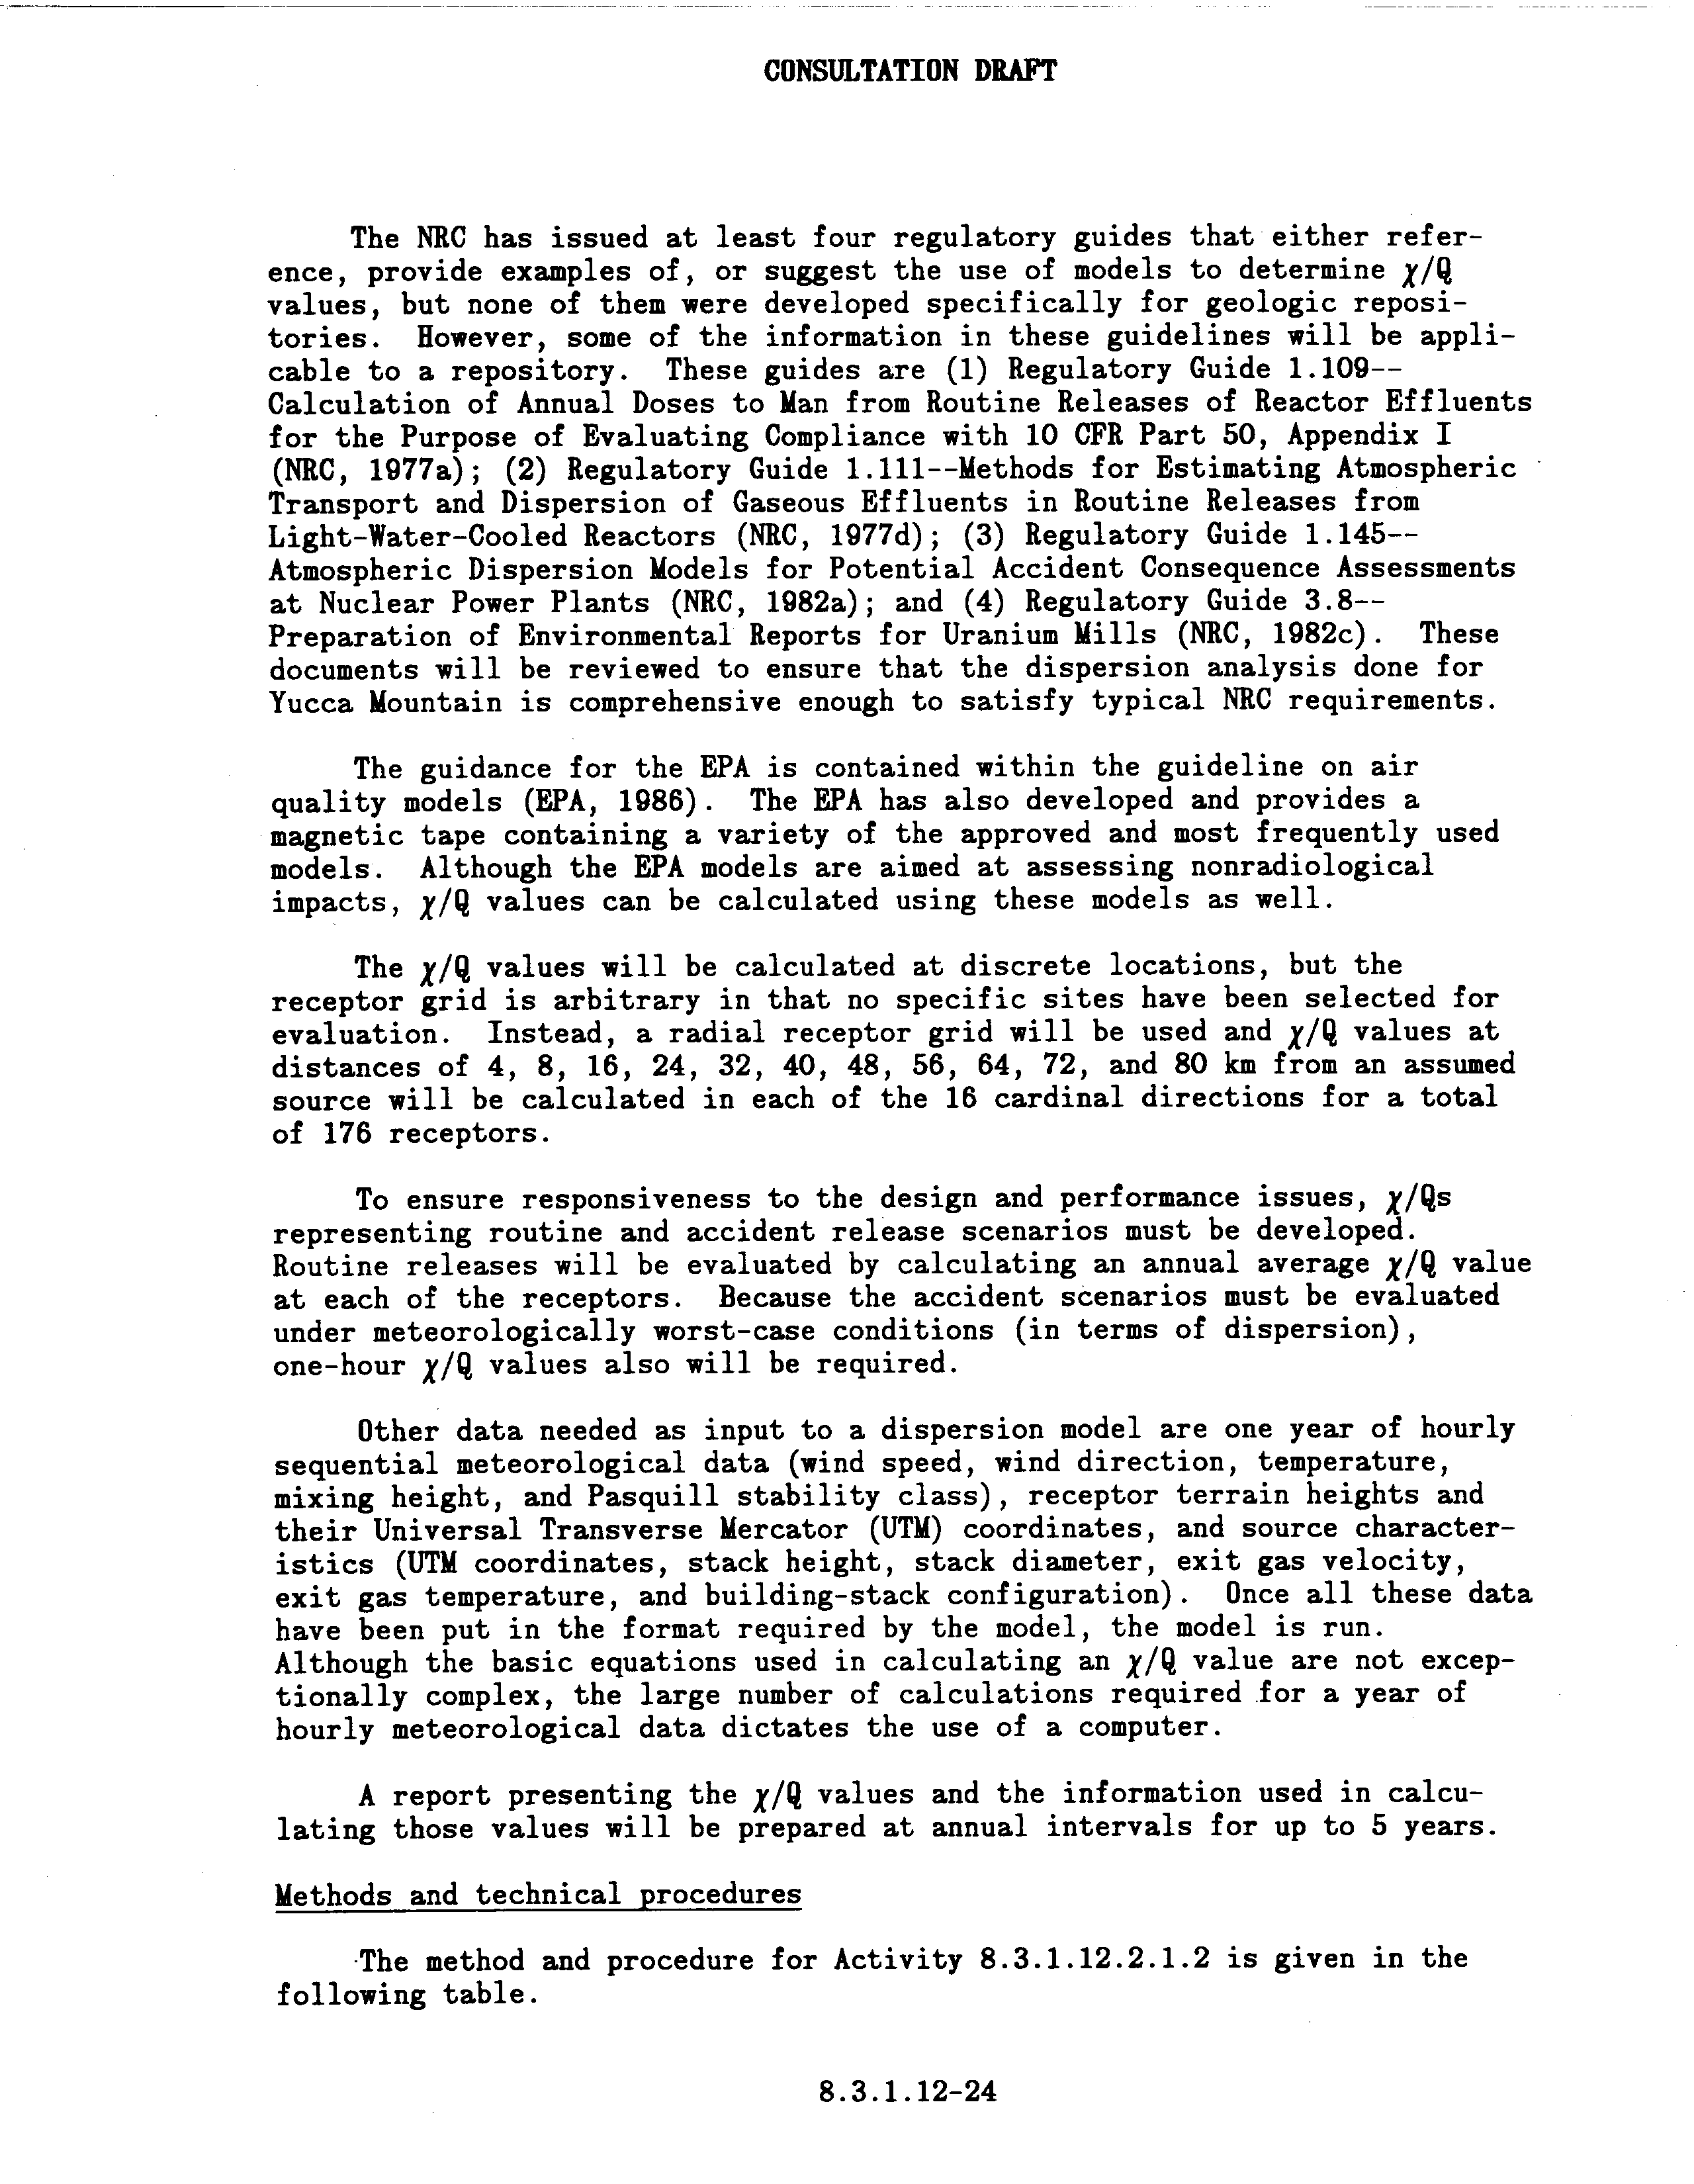 CONSULTATION DRAFT
The NRC has issued at least four regulatory guides that either refer-
ence, provide examples of, or suggest the use of models to determine χ/Q
values, but none of them were developed specifically for geologic reposi-
tories. However, some of the information in these guidelines will be appli-
cable to a repository. These guides are (1) Regulatory Guide 1.109--
Calculation of Annual Doses to Man from Routine Releases of Reactor Effluents
for the Purpose of Evaluating Compliance with 10 CFR Part 50, Appendix I
(NRC, 1977a); (2) Regulatory Guide 1.111--Methods for Estimating Atmospheric
Transport and Dispersion of Gaseous Effluents in Routine Releases from
Light-Water-Cooled Reactors (NRC, 1977d); (3) Regulatory Guide 1.145--
Atmospheric Dispersion Models for Potential Accident Consequence Assessments
at Nuclear Power Plants (NRC, 1982a); and (4) Regulatory Guide 3.8--
Preparation of Environmental Reports for Uranium Mills (NRC, 1982c). These
documents will be reviewed to ensure that the dispersion analysis done for
Yucca Mountain is comprehensive enough to satisfy typical NRC requirements.
The guidance for the EPA is contained within the guideline on air
quality models (EPA, 1986). The EPA has also developed and provides a
magnetic tape containing a variety of the approved and most frequently used
models. Although the EPA models are aimed at assessing nonradiological
impacts, χ/Q values can be calculated using these models as well.
The χ/Q values will be calculated at discrete locations, but the
receptor grid is arbitrary in that no specific sites have been selected for
evaluation. Instead, a radial receptor grid will be used and χ/Q values at
distances of 4, 8, 16, 24, 32, 40, 48, 56, 64, 72, and 80 km from an assumed
source will be calculated in each of the 16 cardinal directions for a total
of 176 receptors.
To ensure responsiveness to the design and performance issues, χ/Qs
representing routine and accident release scenarios must be developed.
Routine releases will be evaluated by calculating an annual average χ/Q value
at each of the receptors. Because the accident scenarios must be evaluated
under meteorologically worst-case conditions (in terms of dispersion),
one-hour χ/Q values also will be required.
Other data needed as input to a dispersion model are one year of hourly
sequential meteorological data (wind speed, wind direction, temperature,
mixing height, and Pasquill stability class), receptor terrain heights and
their Universal Transverse Mercator (UTM) coordinates, and source character-
istics (UTM coordinates, stack height, stack diameter, exit gas velocity,
exit gas temperature, and building-stack configuration). Once all these data
have been put in the format required by the model, the model is run.
Although the basic equations used in calculating an χ/Q value are not excep-
tionally complex, the large number of calculations required for a year of
hourly meteorological data dictates the use of a computer.
A report presenting the χ/Q values and the information used in calcu-
lating those values will be prepared at annual intervals for up to 5 years.
Methods and technical procedures
The method and procedure for Activity 8.3.1.12.2.1.2 is given in the
following table.
8.3.1.12-24